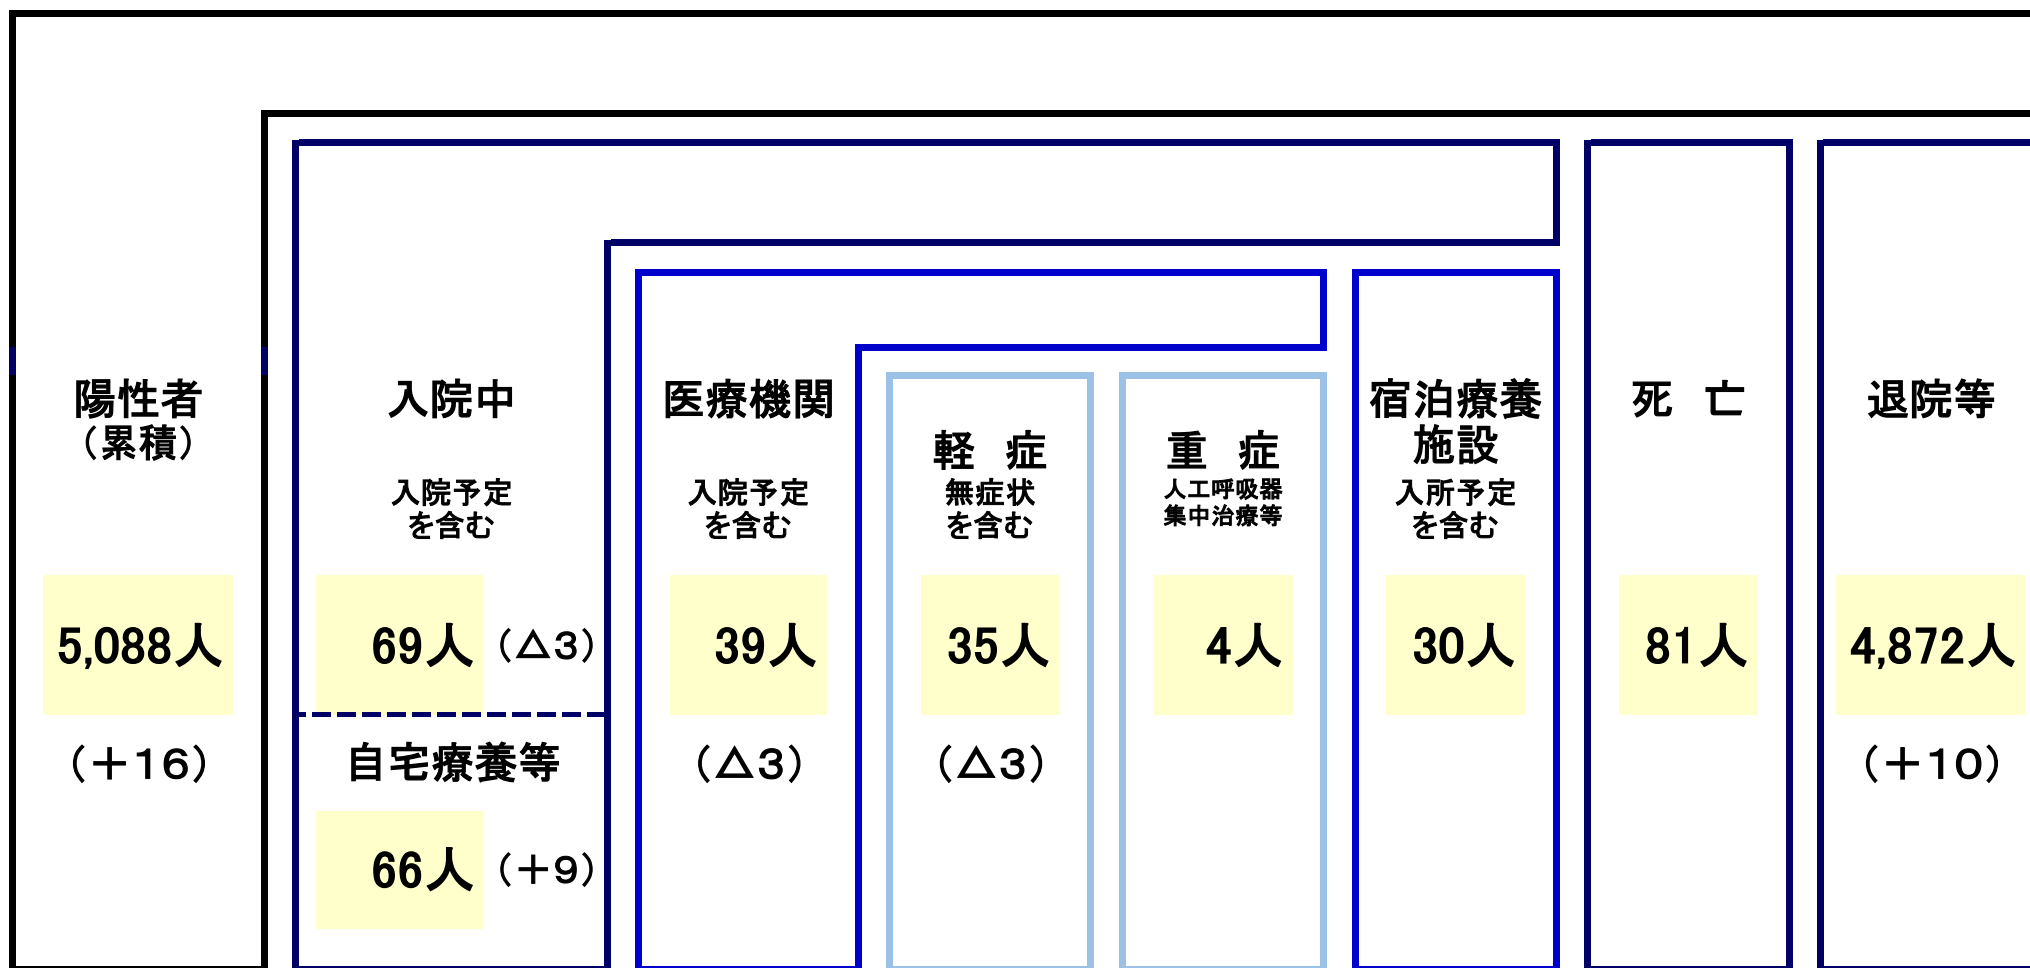 陽性者
（累積）
5,088人
（＋16）
入院中
入院予定
を含む
69人 （△3）
自宅療養等
66人 （＋9）
医療機関
入院予定
を含む
39人
（△3）
軽　症
無症状
を含む
35人
（△3）
重　症
人工呼吸器
集中治療等
4人
宿泊療養
施設
入所予定
を含む
30人
死　亡
81人
退院等
4,872人
（＋10）